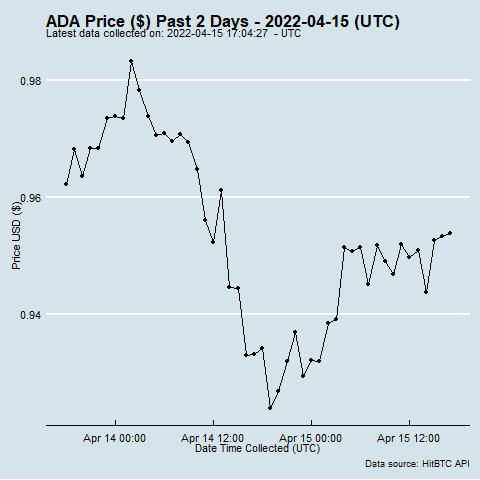 ADA Price ($) Past 2 Days - 2022-04-15 (UTC)
Latest data collected on: 2022-04-15 17:04:27 - UTC
0.98
0.96
0.94
Price USD ($)
Apr 14 00:00 Apr 14 12:00 Apr 15 00:00 Apr 15 12:00
Date Time Collected (UTC)
Data source: HitBTC API